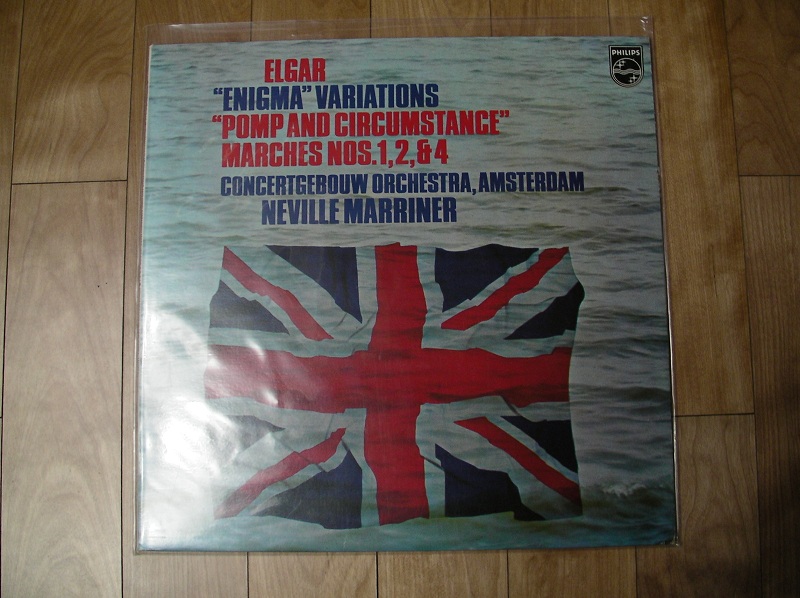 PHILIPS
ELGAR
"ENIGMA" VARIATIONS
"POMP AND CIRCUMSTANCE"
MARCHES NOS.1,2,&4
CONCERTGEBOUW ORCHESTRA, AMSTERDAM
NEVILLE MARRINER